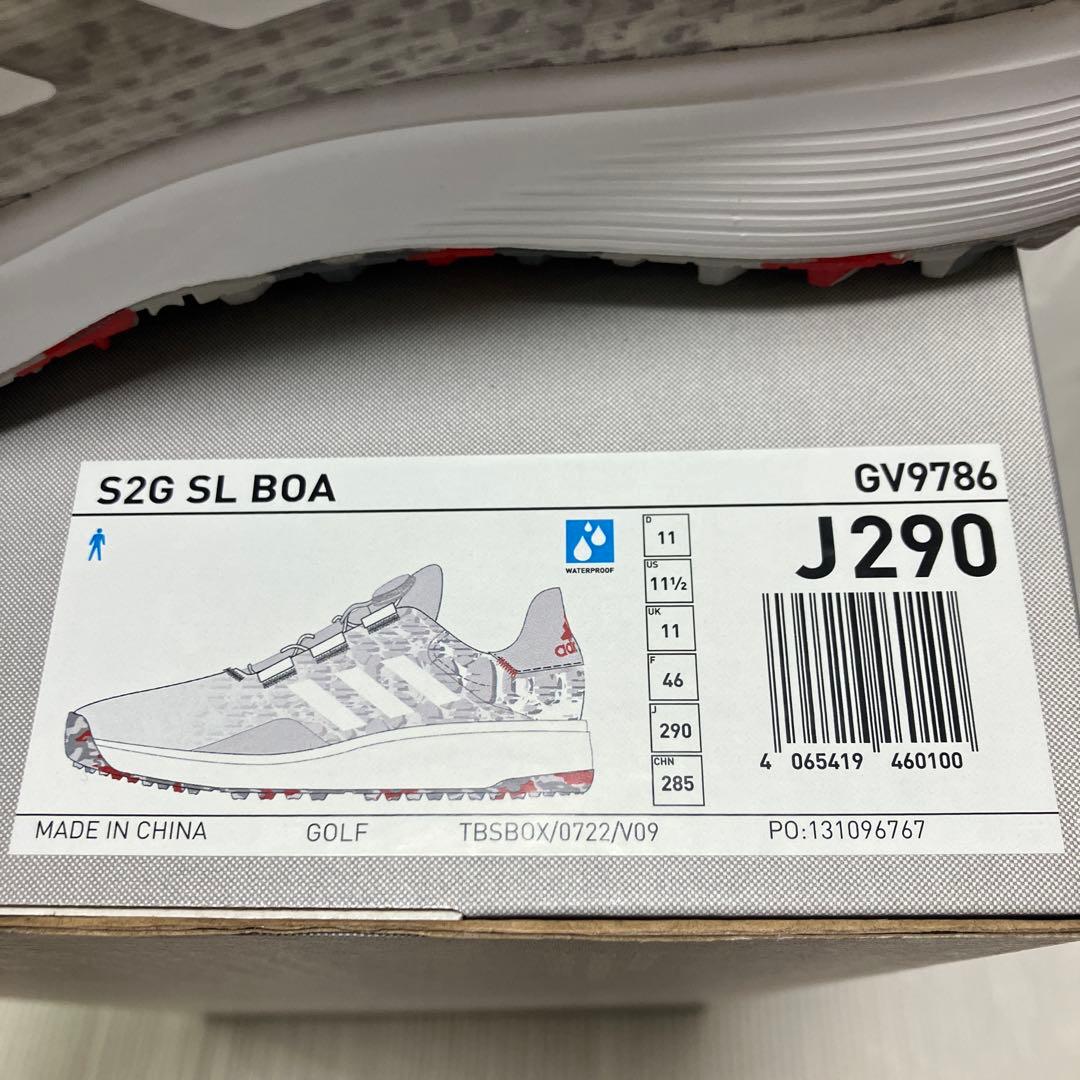 S2G SL BOA GV9786
J290
WATERPROOF
D 11
US 11½
UK 11
F 46
J 290
CHN 285
adi
4 065419 460100
MADE IN CHINA GOLF TBSBOX/0722/V09 PO:131096767